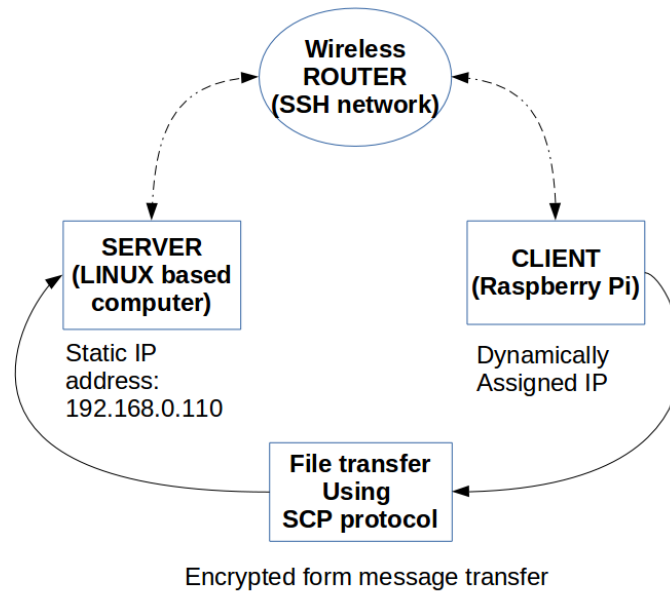 Wireless
ROUTER
(SSH network)
SERVER
(LINUX based
computer)
CLIENT
(Raspberry Pi)
Static IP
address:
192.168.0.110
Dynamically
Assigned IP
File transfer
Using
SCP protocol
Encrypted form message transfer